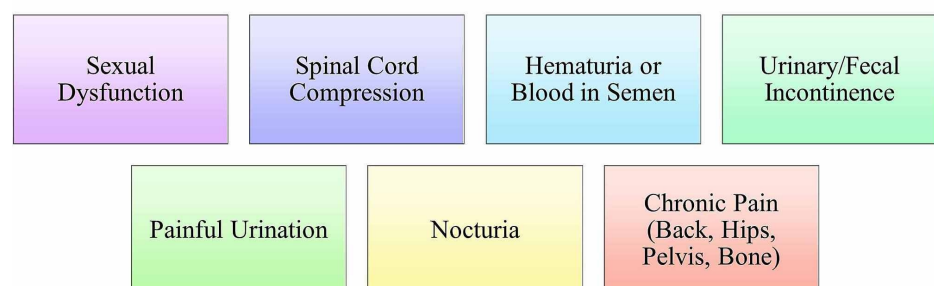 Sexual
Dysfunction
Spinal Cord
Compression
Hematuria or
Blood in Semen
Urinary/Fecal
Incontinence
Painful Urination
Nocturia
Chronic Pain
(Back, Hips,
Pelvis, Bone)